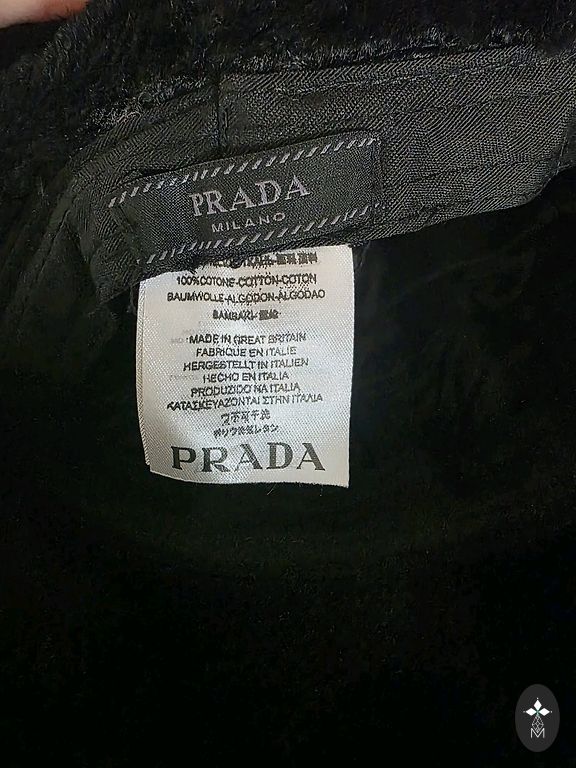 PRADA
MILANO
100%COTONE-COTTON-COTON
BAUMWOLLE-ALGODON-ALGODAO
MADE IN GREAT BRITAIN
FABRIQUE EN ITALIE
HERGESTELLT IN ITALIEN
HECHO EN ITALIA
PRODUZIDO NA ITALIA
ΚΑΤΑΣΚΕΥΑΖΟΝΤΑΙ ΣΤΗΝ ΙΤΑΛΙΑ
PRADA
M